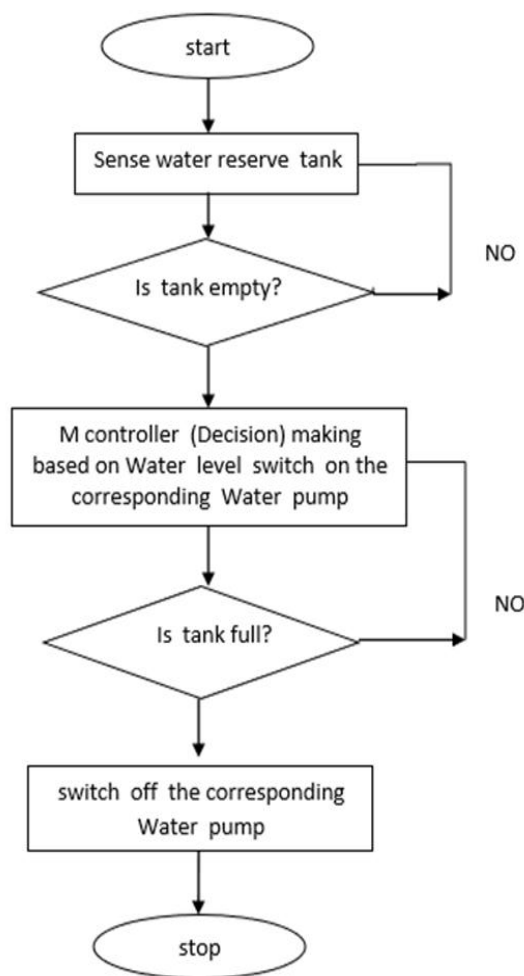 start
Sense water reserve tank
NO
Is tank empty?
M controller (Decision) making
based on Water level switch on the
corresponding Water pump
NO
Is tank full?
switch off the corresponding
Water pump
stop